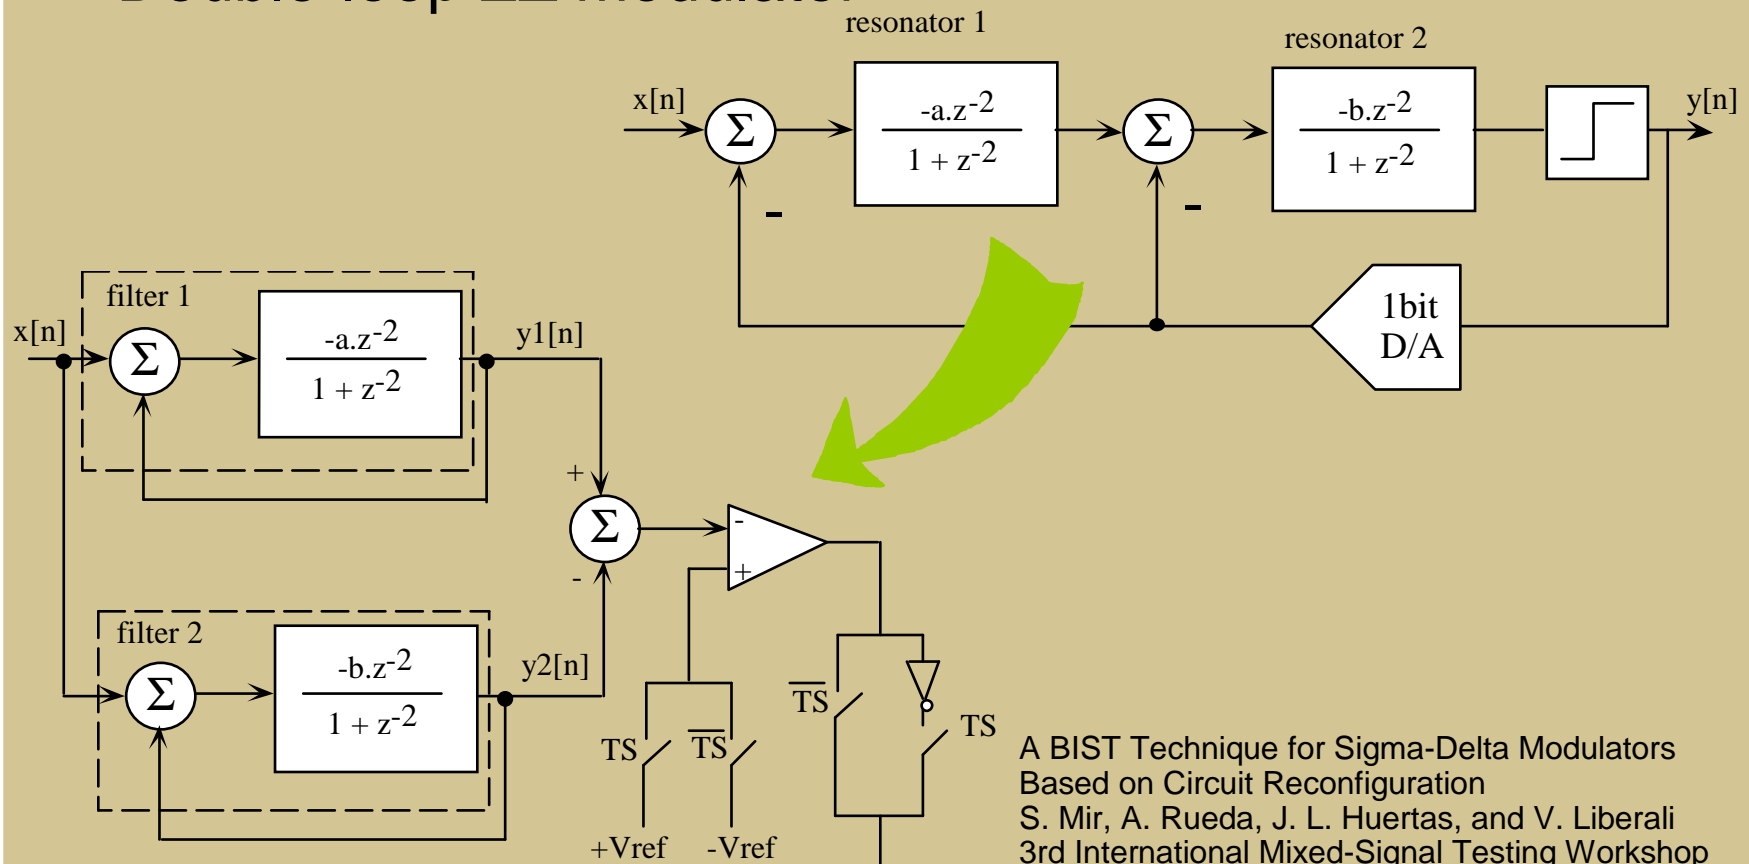 resonator 1
resonator 2
x[n]
Σ
-a.z-2
1 + z-2
Σ
-b.z-2
1 + z-2
y[n]
-
-
1bit
D/A
filter 1
x[n]
Σ
-a.z-2
1 + z-2
y1[n]
+
Σ
-
-
+
filter 2
Σ
-b.z-2
1 + z-2
y2[n]
TS
TS
TS
TS
+Vref
-Vref
A BIST Technique for Sigma-Delta Modulators
Based on Circuit Reconfiguration
S. Mir, A. Rueda, J. L. Huertas, and V. Liberali
3rd International Mixed-Signal Testing Workshop